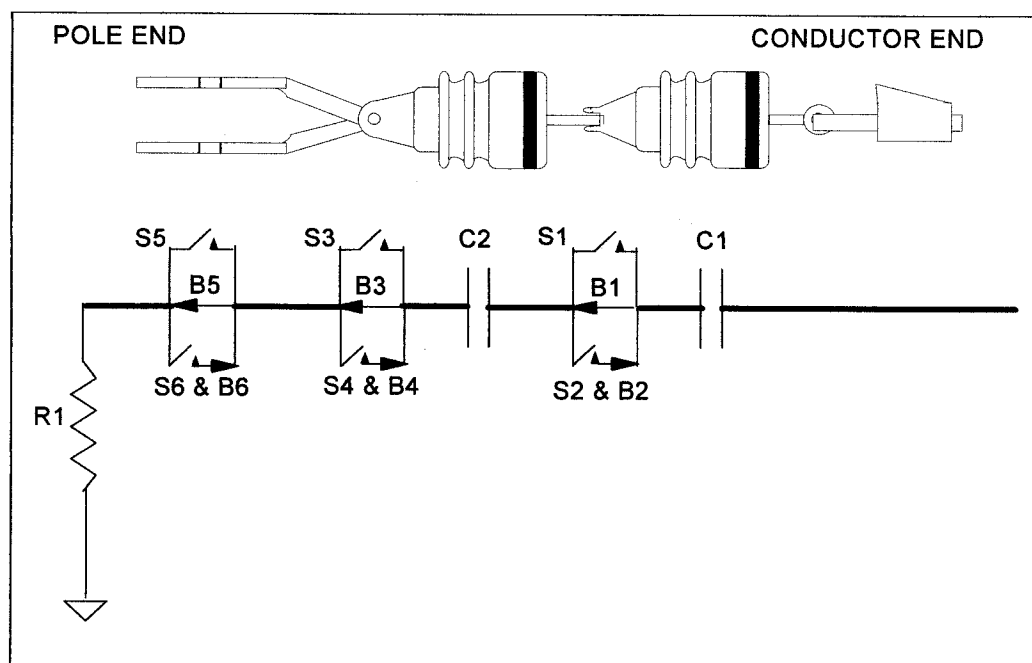 POLE END
CONDUCTOR END
S5
S3
C2
S1
C1
B5
B3
B1
S6 & B6
S4 & B4
S2 & B2
R1